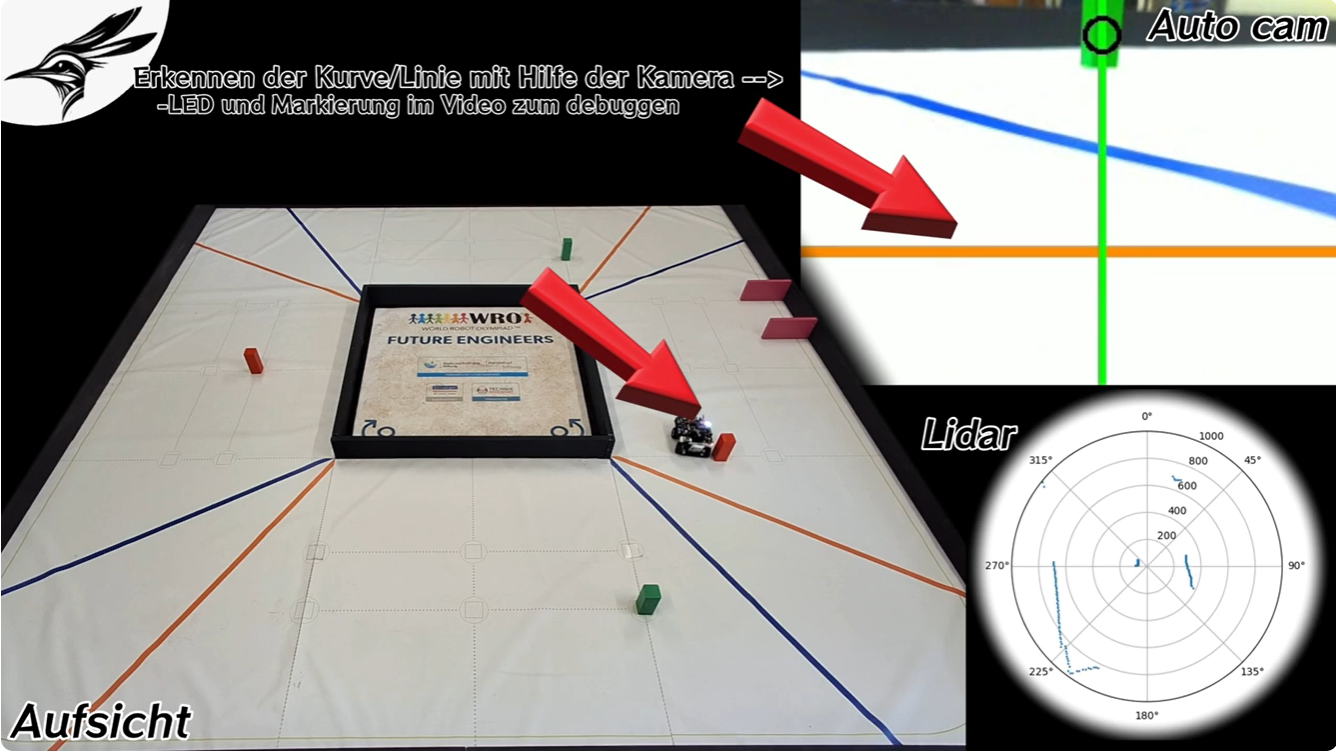 Erkennen der Kurve/Linie mit Hilfe der Kamera -->
-LED und Markierung im Video zum debuggen
Auto cam
WRO
WORLD ROBOT OLYMPIAD™
FUTURE ENGINEERS
Lidar
0°
45°
90°
135°
180°
225°
270°
315°
1000
800
600
400
200
Aufsicht